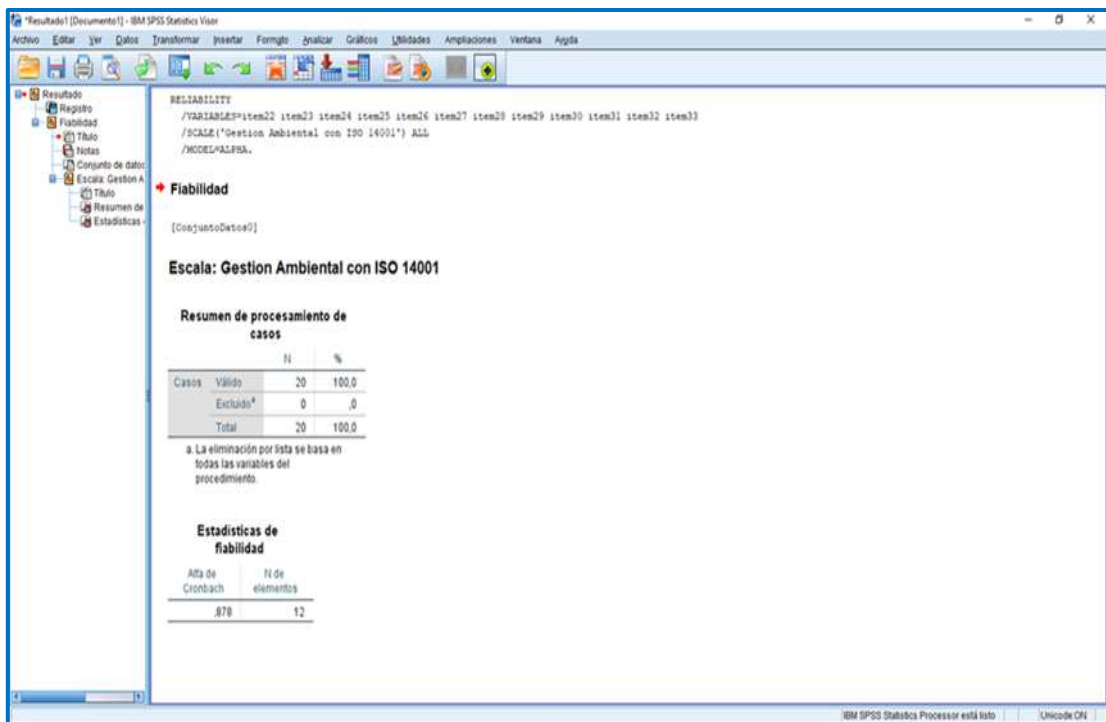 *Resultado1 [Documento1] - IBM SPSS Statistics Visor
Archivo Editar Ver Datos Transformar Insertar Formato Analizar Gráficos Utilidades Ampliaciones Ventana Ayuda
Resultado
Registro
Fiabilidad
Título
Notas
Conjunto de datos
Escala: Gestion A
Título
Resumen de
Estadísticas
RELIABILITY
/VARIABLES=item22 item23 item24 item25 item26 item27 item28 item29 item30 item31 item32 item33
/SCALE('Gestion Ambiental con ISO 14001') ALL
/MODEL=ALPHA.
Fiabilidad
[ConjuntoDatos0]
Escala: Gestion Ambiental con ISO 14001
Resumen de procesamiento de
casos
N %
Casos Válido 20 100,0
Excluido a 0 ,0
Total 20 100,0
a. La eliminación por lista se basa en
todas las variables del
procedimiento.
Estadísticas de
fiabilidad
Alfa de N de
Cronbach elementos
,878 12
IBM SPSS Statistics Processor está listo Unicode:ON